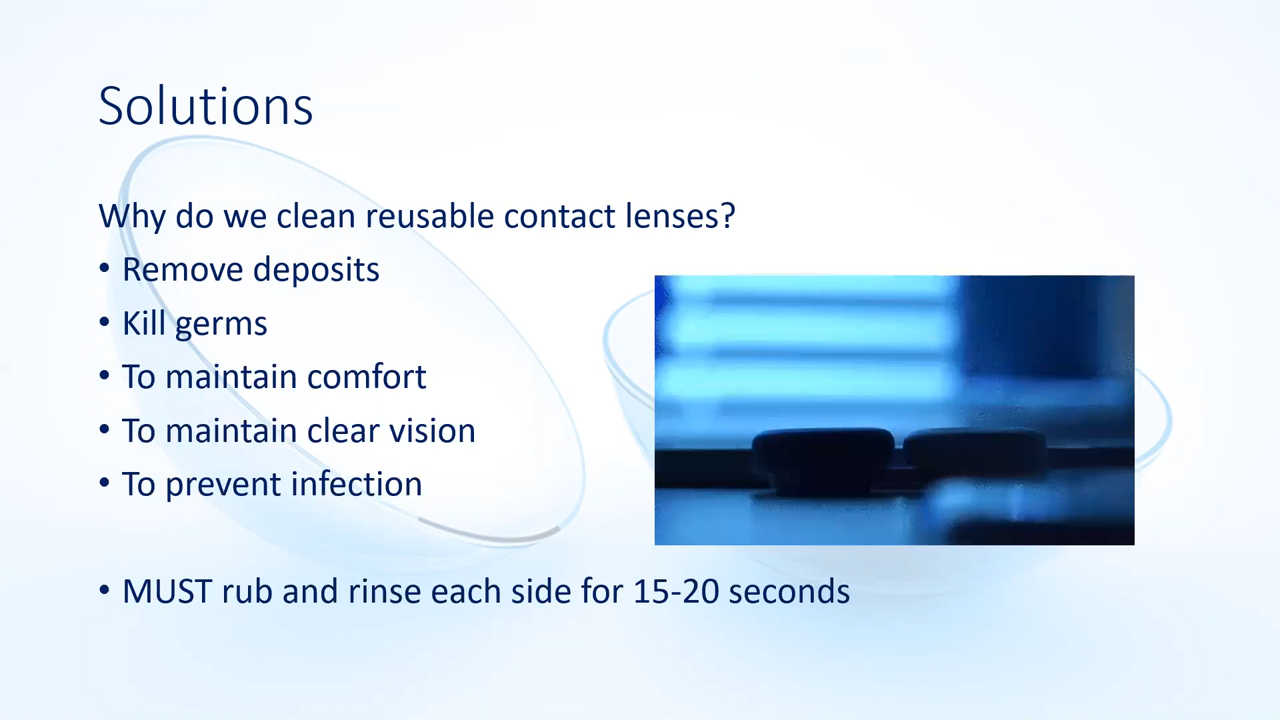 Solutions
Why do we clean reusable contact lenses?
• Remove deposits
• Kill germs
• To maintain comfort
• To maintain clear vision
• To prevent infection
• MUST rub and rinse each side for 15-20 seconds